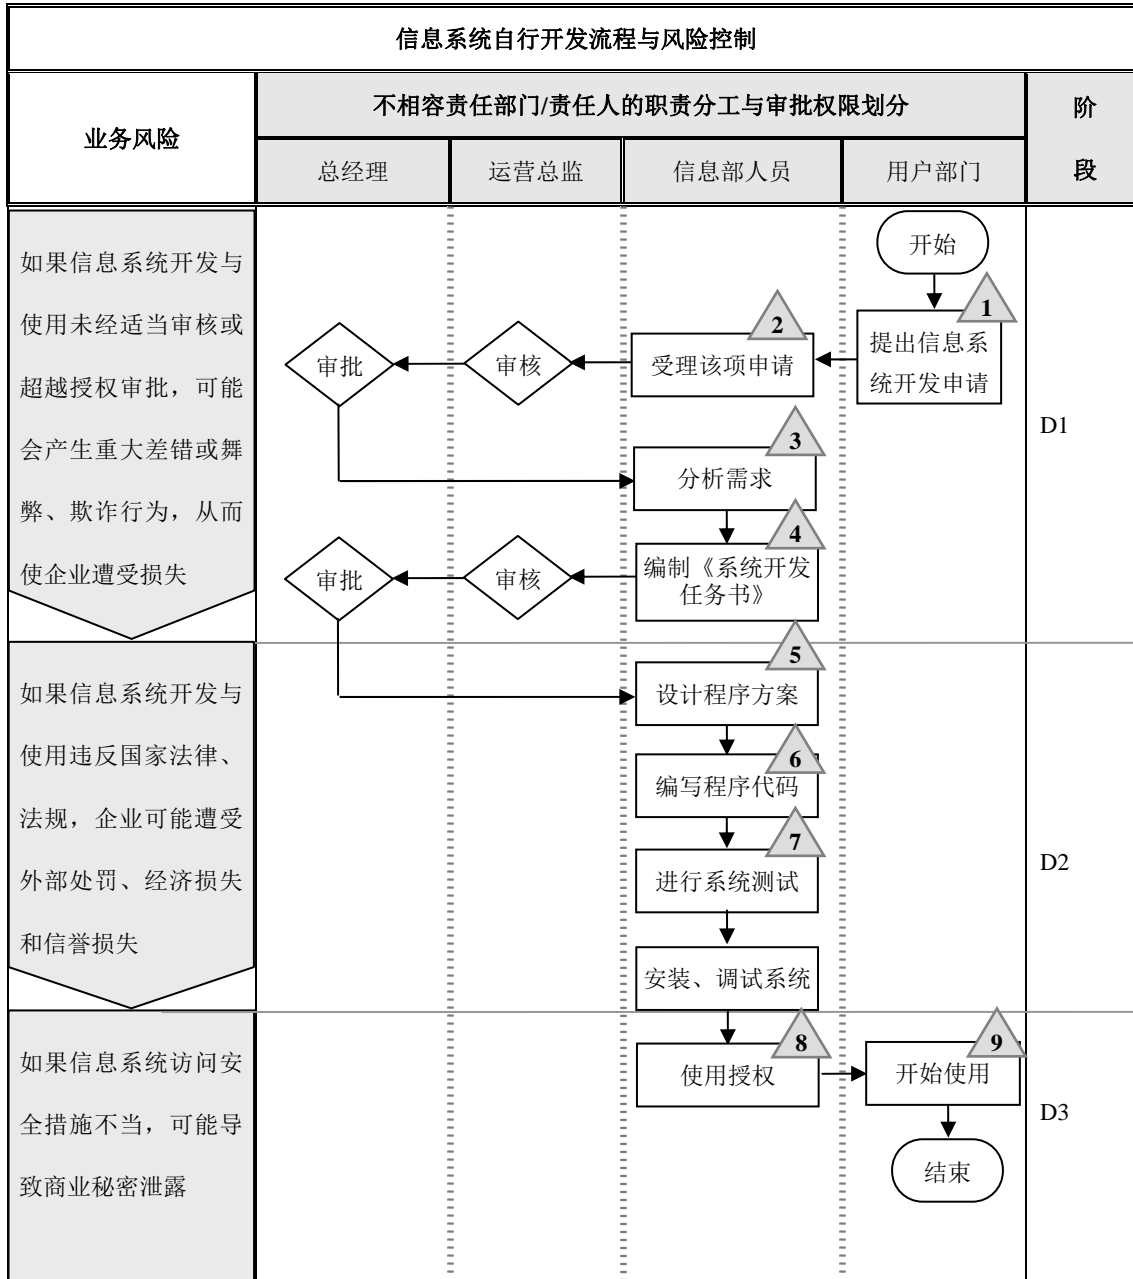 信息系统自行开发流程与风险控制
业务风险
不相容责任部门/责任人的职责分工与审批权限划分
阶
段
总经理
运营总监
信息部人员
用户部门
如果信息系统开发与
使用未经适当审核或
超越授权审批，可能
会产生重大差错或舞
弊、欺诈行为，从而
使企业遭受损失
开始
1
提出信息系
统开发申请
2
受理该项申请
审核
审批
3
分析需求
4
编制《系统开发
任务书》
审核
审批
D1
如果信息系统开发与
使用违反国家法律、
法规，企业可能遭受
外部处罚、经济损失
和信誉损失
5
设计程序方案
6
编写程序代码
7
进行系统测试
安装、调试系统
D2
如果信息系统访问安
全措施不当，可能导
致商业秘密泄露
8
使用授权
9
开始使用
结束
D3